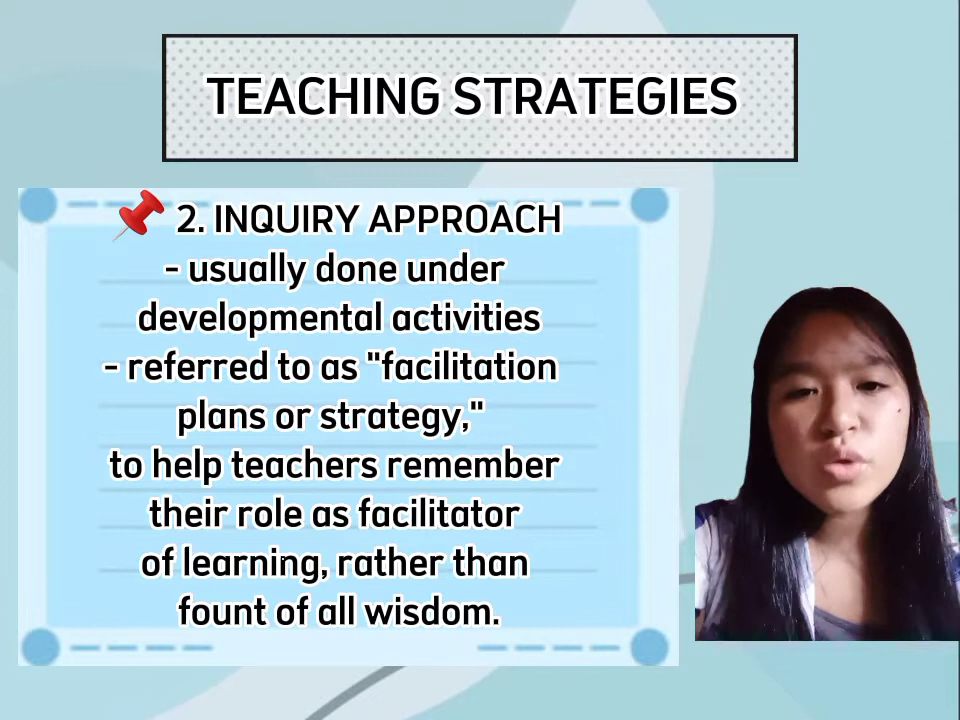 TEACHING STRATEGIES
2. INQUIRY APPROACH
- usually done under
developmental activities
- referred to as "facilitation
plans or strategy,"
to help teachers remember
their role as facilitator
of learning, rather than
fount of all wisdom.